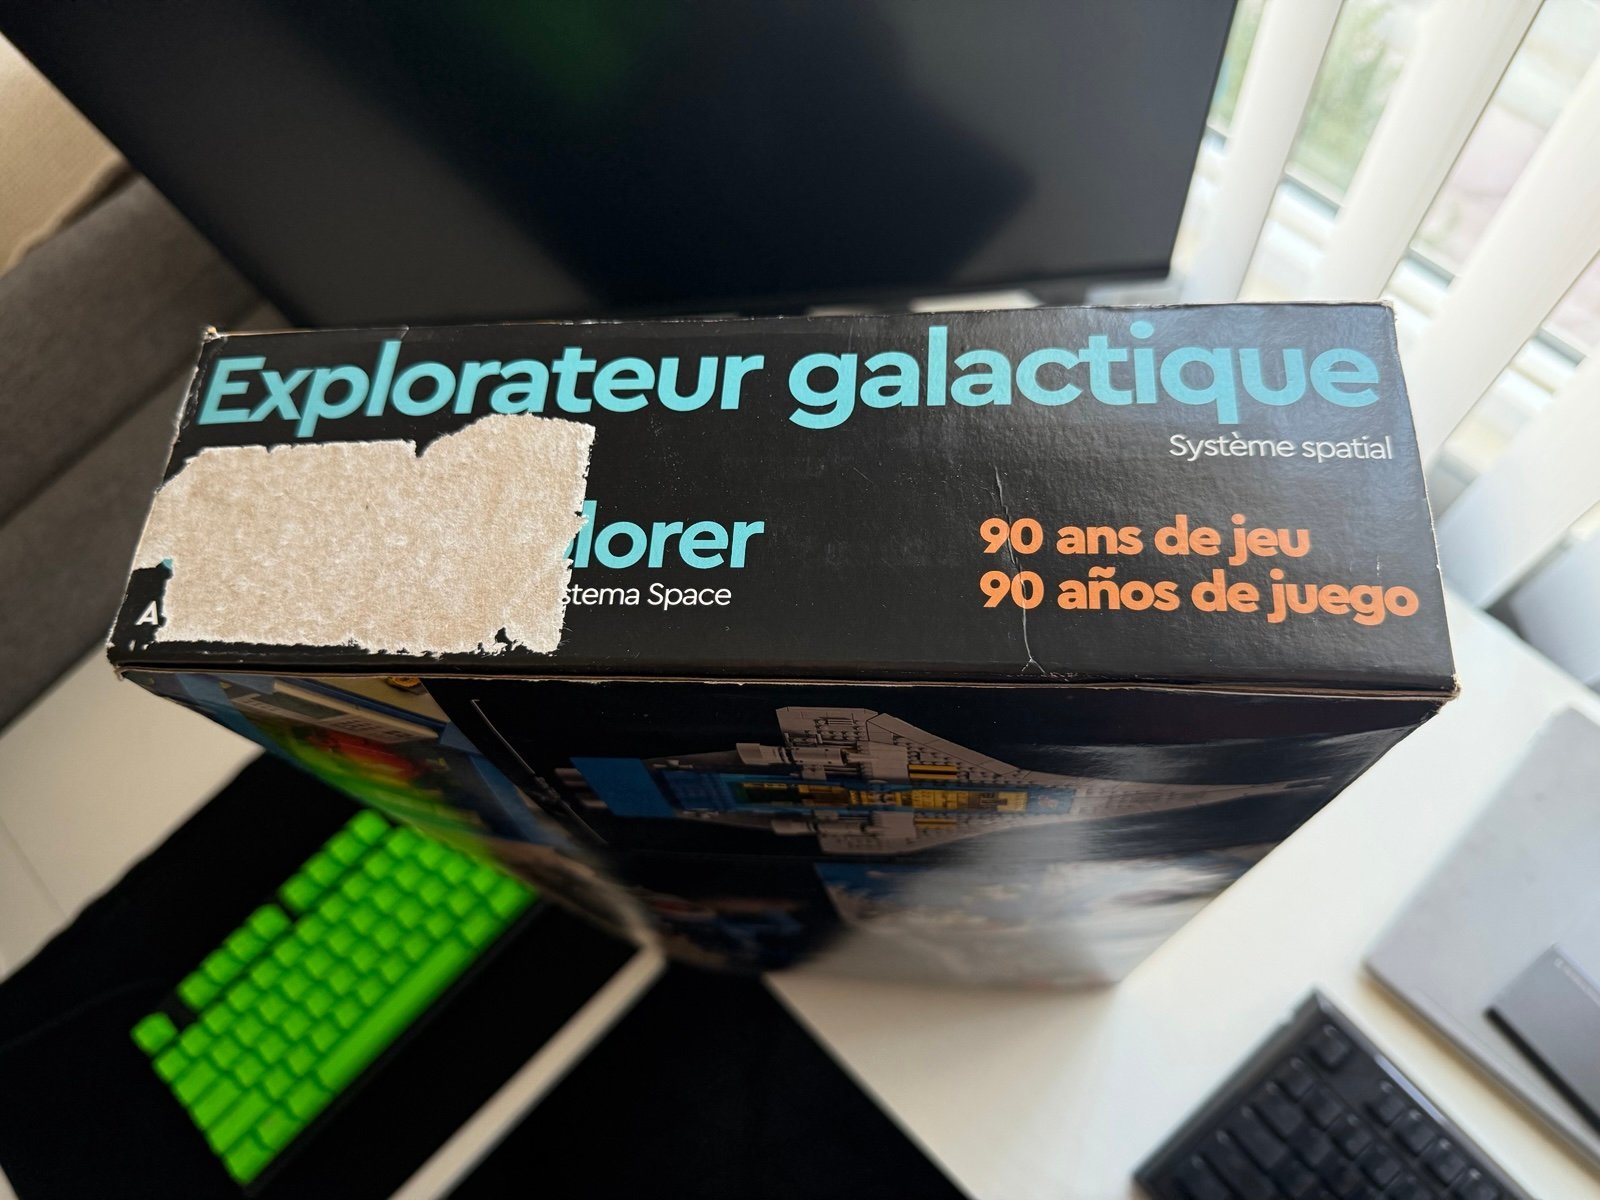 Explorateur galactique
Système spatial
lorer
stema Space
A
90 ans de jeu
90 años de juego